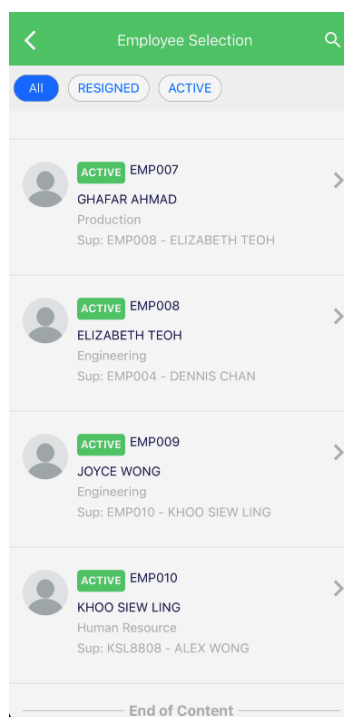 Employee Selection
All RESIGNED ACTIVE
ACTIVE EMP007
GHAFAR AHMAD
Production
Sup: EMP008 - ELIZABETH TEOH
ACTIVE EMP008
ELIZABETH TEOH
Engineering
Sup: EMP004 - DENNIS CHAN
ACTIVE EMP009
JOYCE WONG
Engineering
Sup: EMP010 - KHOO SIEW LING
ACTIVE EMP010
KHOO SIEW LING
Human Resource
Sup: KSL8808 - ALEX WONG
End of Content